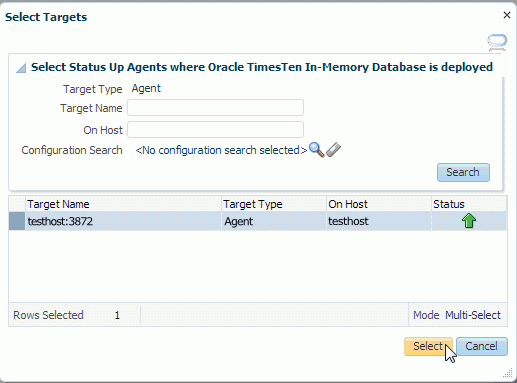 Select Targets
Select Status Up Agents where Oracle TimesTen In-Memory Database is deployed
Target Type Agent
Target Name
On Host
Configuration Search <No configuration search selected>
Search
Target Name Target Type On Host Status
testhost:3872 Agent testhost
Rows Selected 1 Mode Multi-Select
Select Cancel